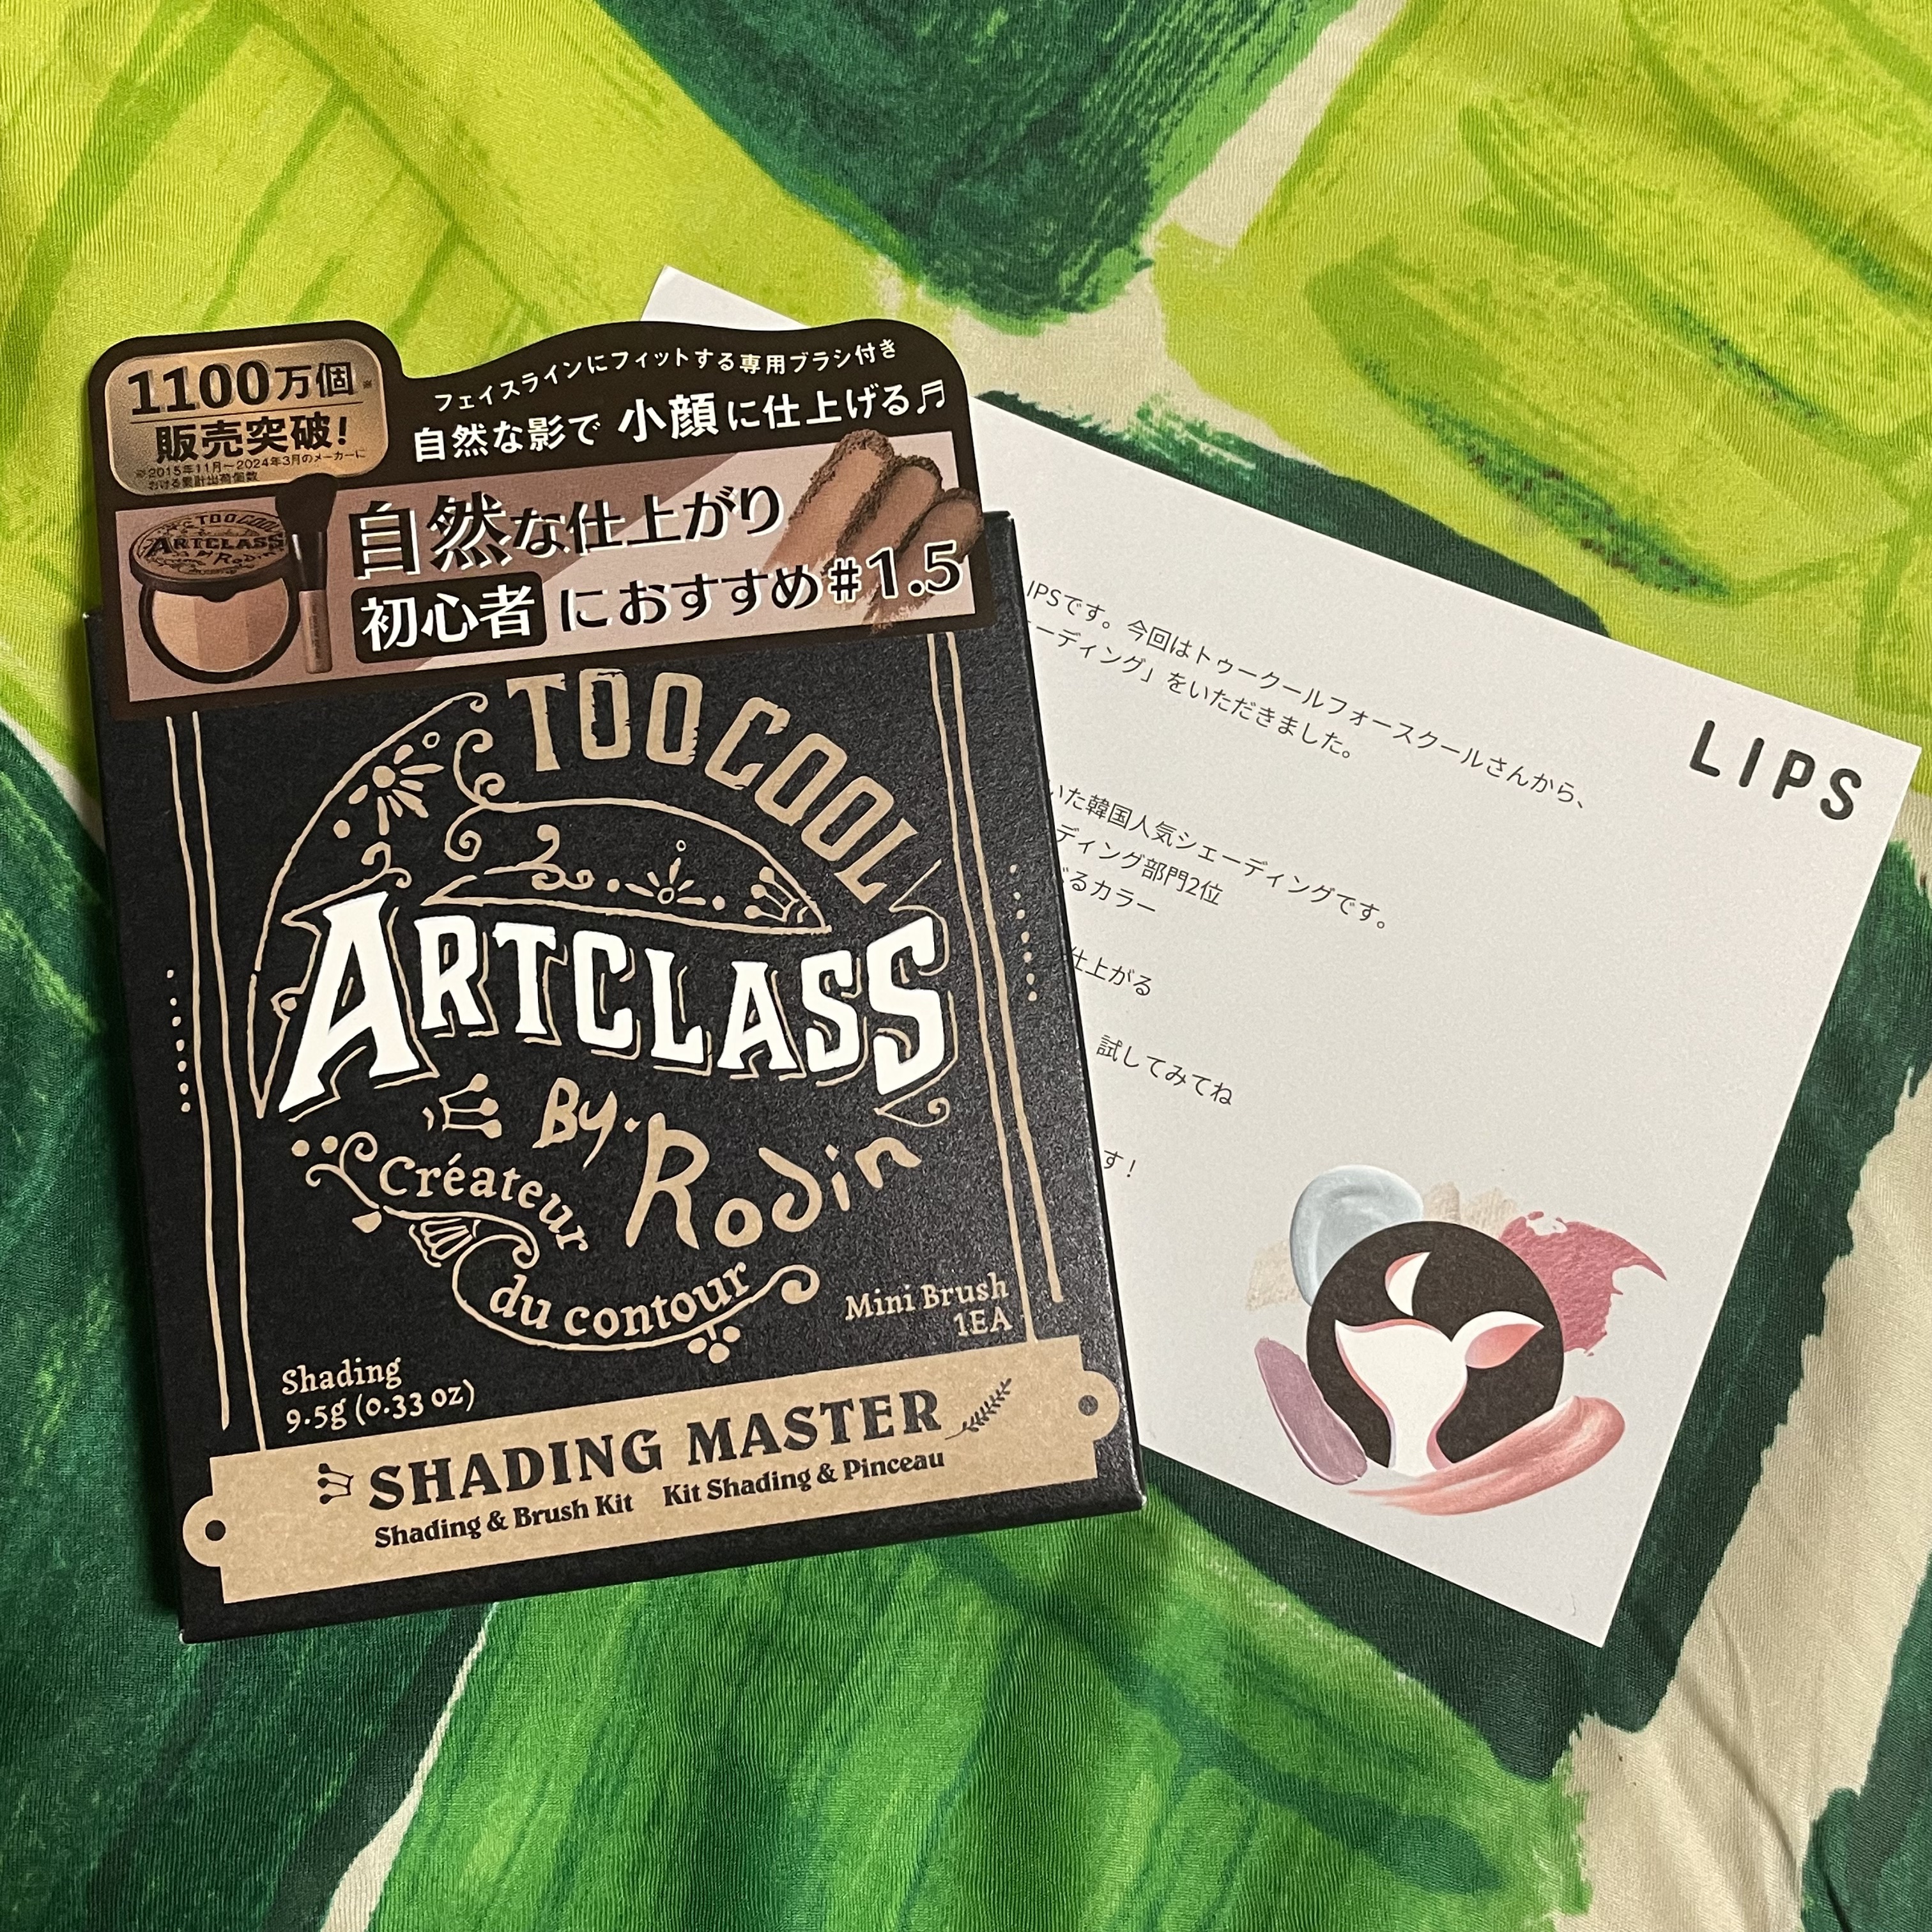 1100万個※
販売突破!
※2015年11月〜2024年3月のメーカーに
おける累計出荷個数
フェイスラインにフィットする専用ブラシ付き
自然な影で 小顔に仕上げる♬
TOO COOL
ARTCLASS
By Rodin
自然な仕上がり
初心者におすすめ#1.5
TOOCOOL
ARTCLASS
By Rodin
Créateur
du contour
Mini Brush
1EA
Shading
9.5g (0.33 oz)
SHADING MASTER
Shading & Brush Kit Kit Shading & Pinceau
LIPS
IPSです。今回はトゥークールフォースクールさんから、
ーディング」をいただきました。
いた韓国人気シェーディングです。
ディング部門2位
るカラー
仕上がる
試してみてね
す!